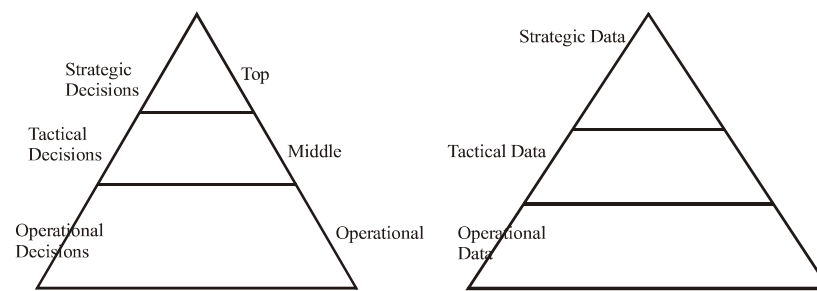 Strategic
Decisions
Top
Tactical
Decisions
Middle
Operational
Decisions
Operational
Strategic Data
Tactical Data
Operational
Data